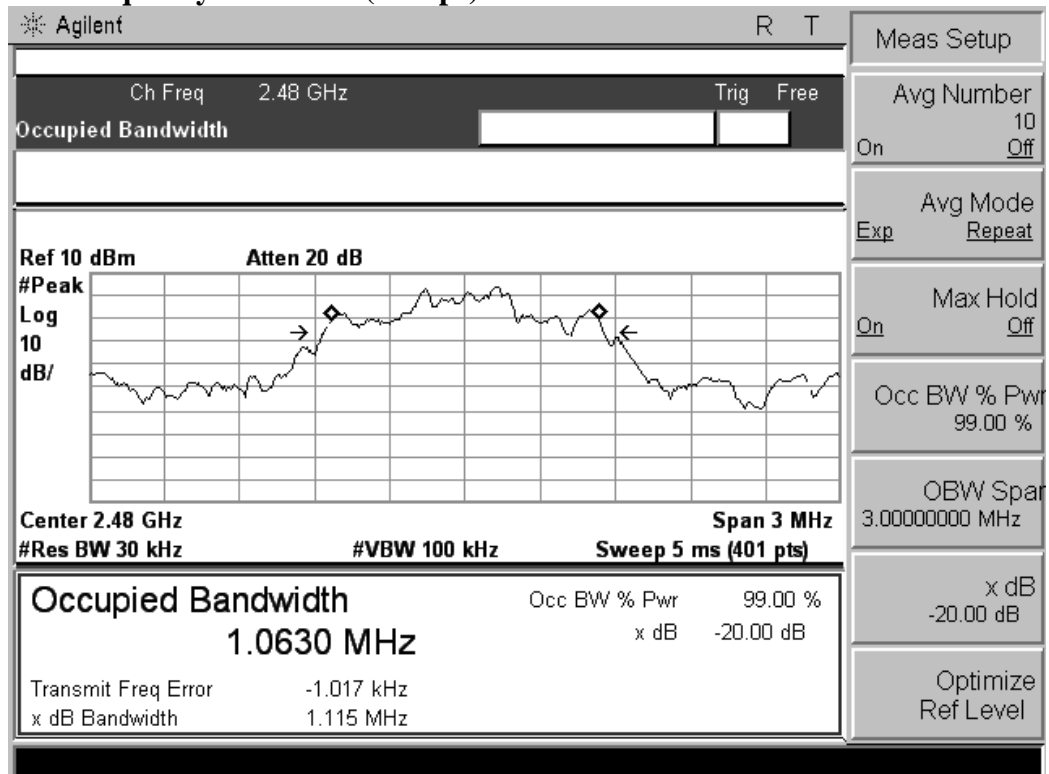 Agilent R T
Meas Setup
Ch Freq 2.48 GHz Trig Free
Occupied Bandwidth
Avg Number
10
On Off
Avg Mode
Exp Repeat
Ref 10 dBm Atten 20 dB
#Peak
Log
10
dB/
Max Hold
On Off
Occ BW % Pwr
99.00 %
OBW Span
3.00000000 MHz
Center 2.48 GHz Span 3 MHz
#Res BW 30 kHz #VBW 100 kHz Sweep 5 ms (401 pts)
Occupied Bandwidth
1.0630 MHz
Occ BW % Pwr 99.00 %
x dB -20.00 dB
Transmit Freq Error -1.017 kHz
x dB Bandwidth 1.115 MHz
x dB
-20.00 dB
Optimize
Ref Level